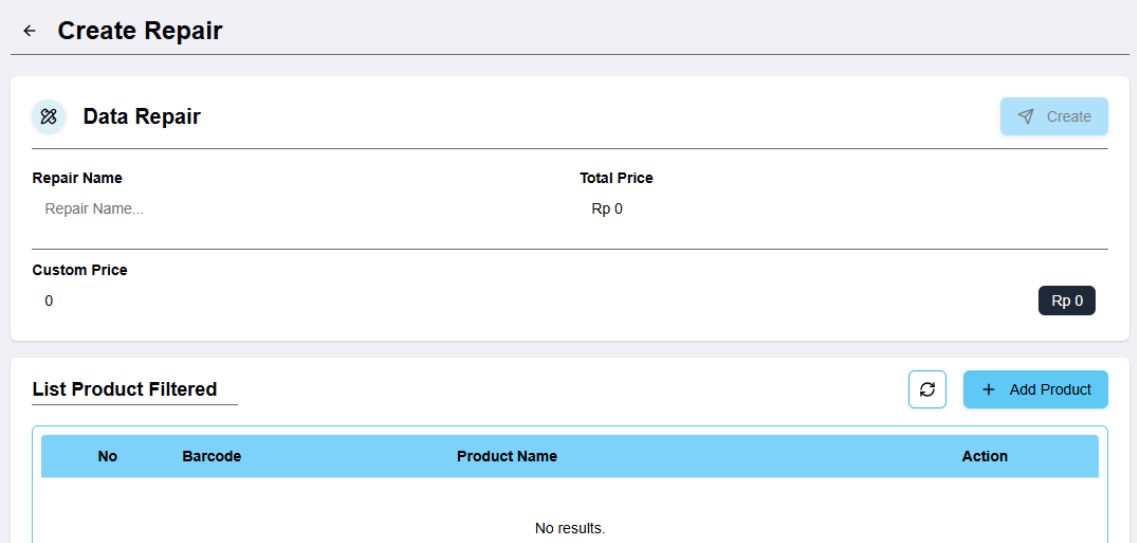 Create Repair
Data Repair
Create
Repair Name
Total Price
Repair Name...
Rp 0
Custom Price
0
Rp 0
List Product Filtered
Add Product
No Barcode Product Name Action
No results.